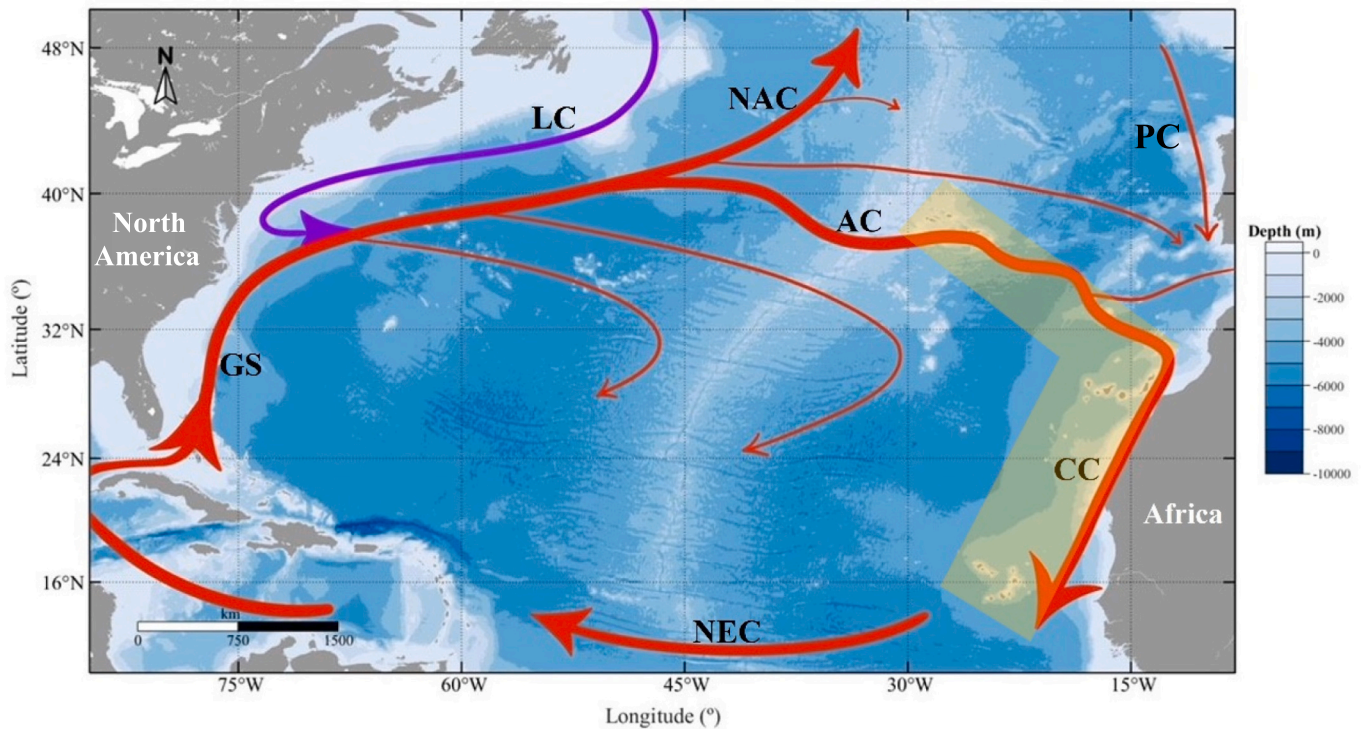 48°N
40°N
32°N
24°N
16°N
Latitude (º)
N
North
America
LC
NAC
PC
AC
GS
CC
Africa
NEC
km
0 750 1500
75°W 60°W 45°W 30°W 15°W
Longitude (º)
Depth (m)
0
-2000
-4000
-6000
-8000
-10000